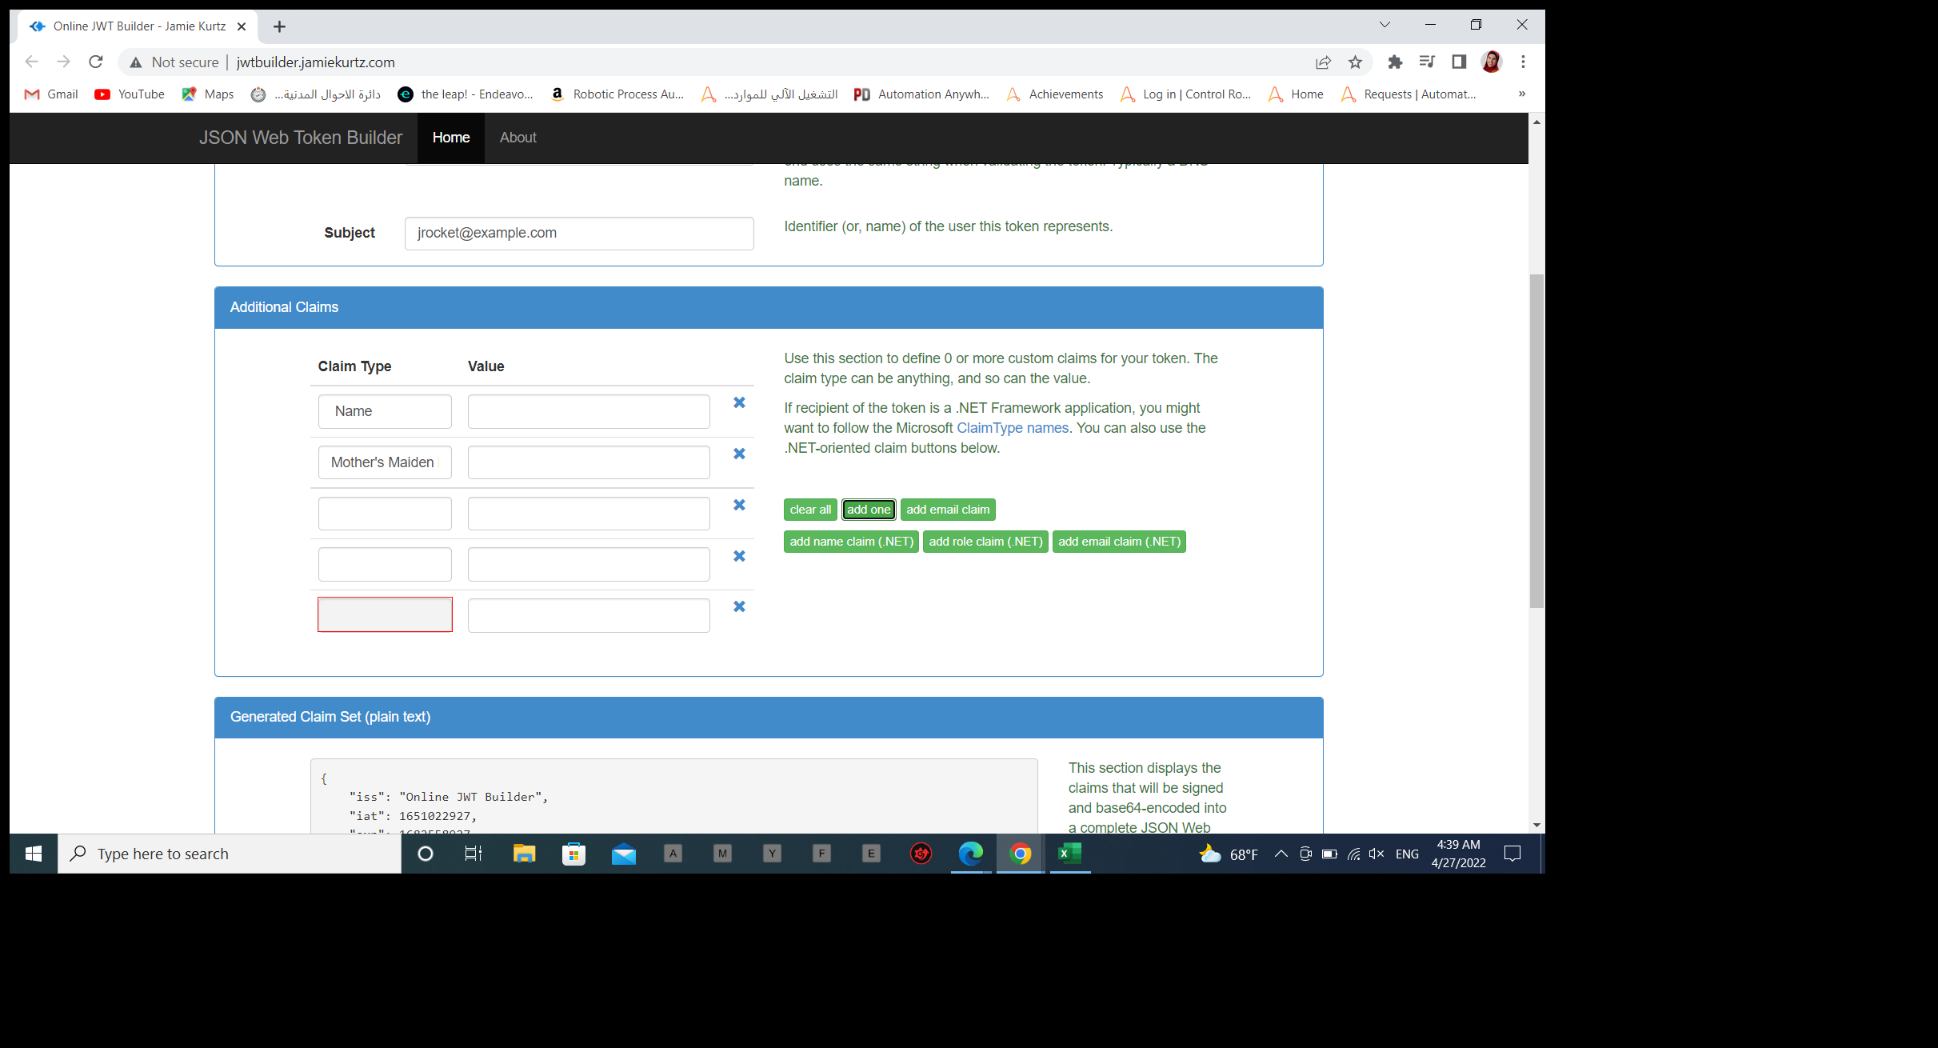 Online JWT Builder - Jamie Kurtz
Not secure | jwtbuilder.jamiekurtz.com
Gmail YouTube Maps دائرة الاحوال المدنية... the leap! - Endeavo... Robotic Process Au... التشغيل الآلي للموارد... Automation Anywh... Achievements Log in | Control Ro... Home Requests | Automat... »
JSON Web Token Builder Home About
name.
Subject jrocket@example.com Identifier (or, name) of the user this token represents.
Additional Claims
Claim Type Value
Use this section to define 0 or more custom claims for your token. The
claim type can be anything, and so can the value.
Name
If recipient of the token is a .NET Framework application, you might
want to follow the Microsoft ClaimType names. You can also use the
.NET-oriented claim buttons below.
Mother's Maiden
clear all add one add email claim
add name claim (.NET) add role claim (.NET) add email claim (.NET)
Generated Claim Set (plain text)
{
"iss": "Online JWT Builder",
"iat": 1651022927,
This section displays the
claims that will be signed
and base64-encoded into
a complete JSON Web
Type here to search
A M Y F E
68°F ENG
4:39 AM
4/27/2022